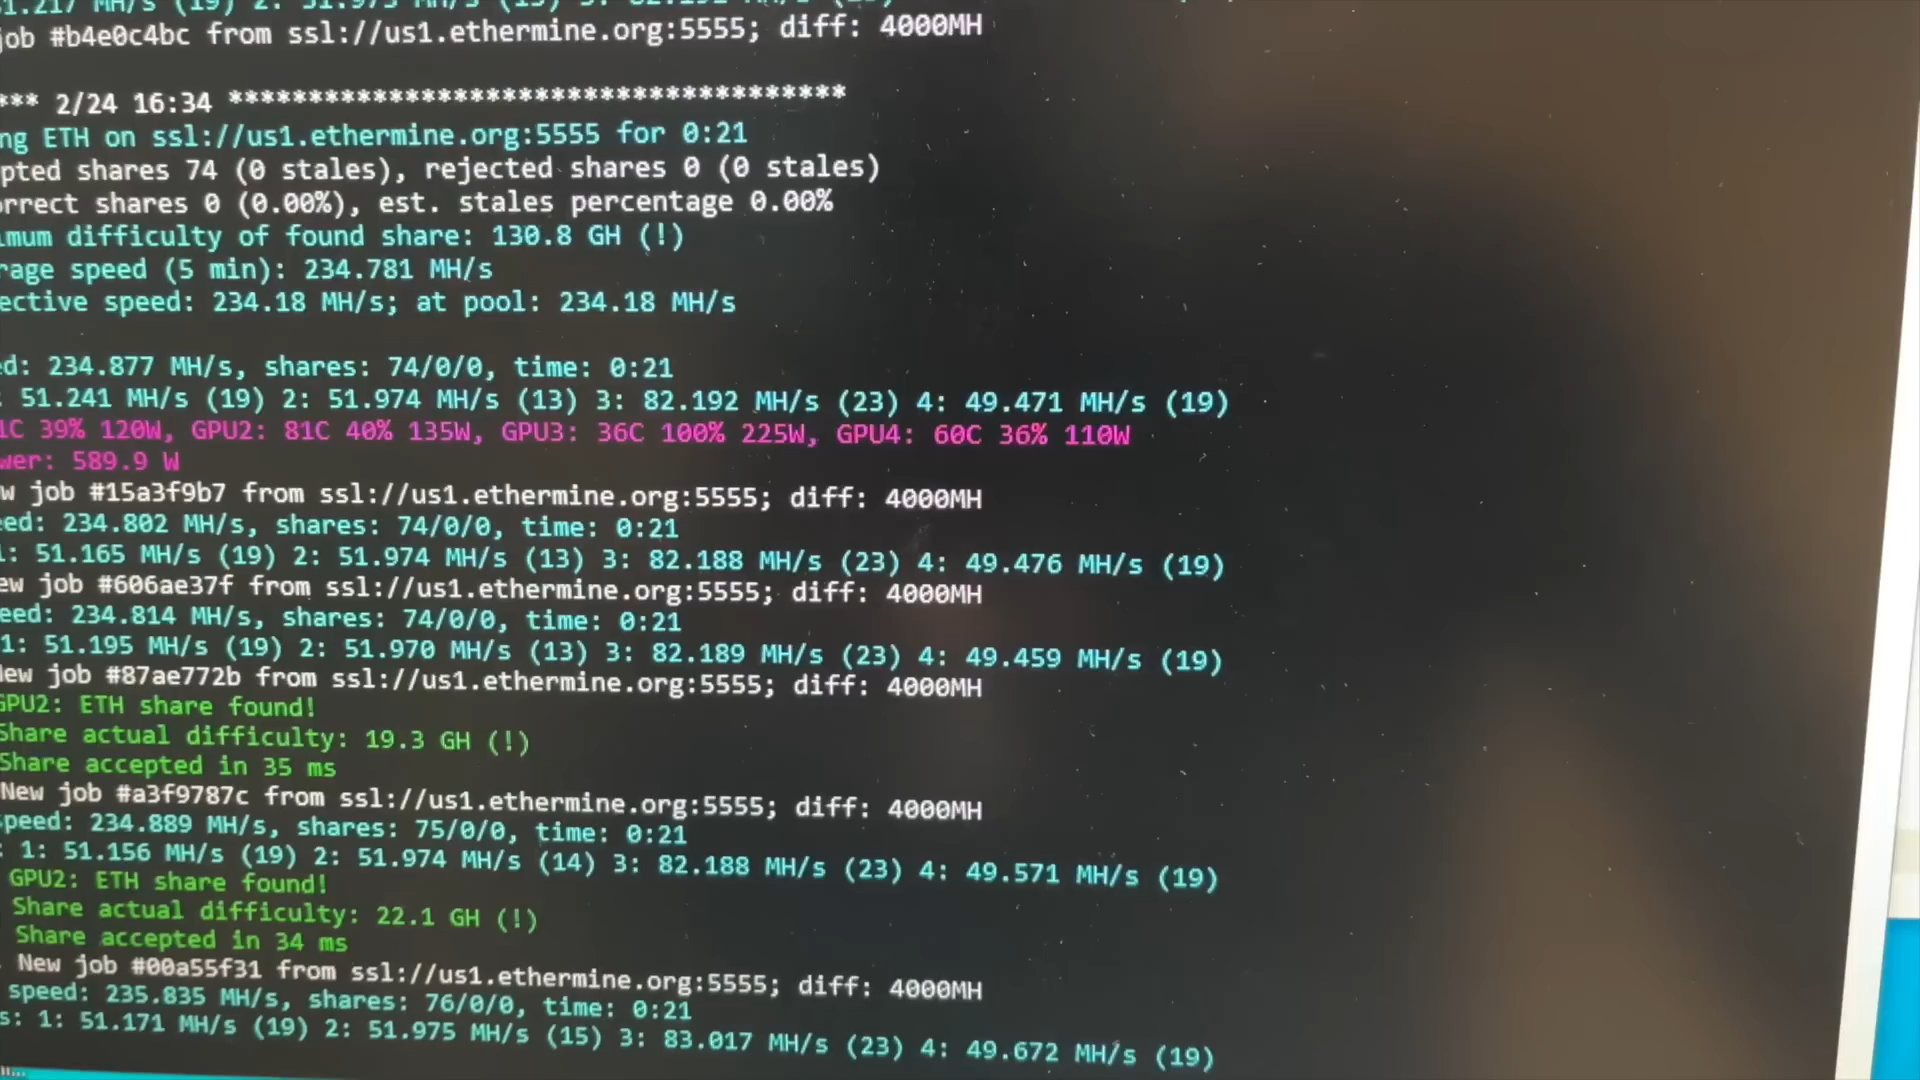 1.217 MH/s (19) 2: 51.973 MH/s (13) 3: 82.192 MH/s (23)
job #b4e0c4bc from ssl://us1.ethermine.org:5555; diff: 4000MH
*** 2/24 16:34 ***************************************
ng ETH on ssl://us1.ethermine.org:5555 for 0:21
pted shares 74 (0 stales), rejected shares 0 (0 stales)
orrect shares 0 (0.00%), est. stales percentage 0.00%
imum difficulty of found share: 130.8 GH (!)
rage speed (5 min): 234.781 MH/s
ective speed: 234.18 MH/s; at pool: 234.18 MH/s
ed: 234.877 MH/s, shares: 74/0/0, time: 0:21
: 51.241 MH/s (19) 2: 51.974 MH/s (13) 3: 82.192 MH/s (23) 4: 49.471 MH/s (19)
1C 39% 120W, GPU2: 81C 40% 135W, GPU3: 36C 100% 225W, GPU4: 60C 36% 110W
wer: 589.9 W
w job #15a3f9b7 from ssl://us1.ethermine.org:5555; diff: 4000MH
eed: 234.802 MH/s, shares: 74/0/0, time: 0:21
1: 51.165 MH/s (19) 2: 51.974 MH/s (13) 3: 82.188 MH/s (23) 4: 49.476 MH/s (19)
ew job #606ae37f from ssl://us1.ethermine.org:5555; diff: 4000MH
eed: 234.814 MH/s, shares: 74/0/0, time: 0:21
1: 51.195 MH/s (19) 2: 51.970 MH/s (13) 3: 82.189 MH/s (23) 4: 49.459 MH/s (19)
New job #87ae772b from ssl://us1.ethermine.org:5555; diff: 4000MH
GPU2: ETH share found!
Share actual difficulty: 19.3 GH (!)
Share accepted in 35 ms
New job #a3f9787c from ssl://us1.ethermine.org:5555; diff: 4000MH
speed: 234.889 MH/s, shares: 75/0/0, time: 0:21
: 1: 51.156 MH/s (19) 2: 51.974 MH/s (14) 3: 82.188 MH/s (23) 4: 49.571 MH/s (19)
GPU2: ETH share found!
Share actual difficulty: 22.1 GH (!)
Share accepted in 34 ms
New job #00a55f31 from ssl://us1.ethermine.org:5555; diff: 4000MH
speed: 235.835 MH/s, shares: 76/0/0, time: 0:21
s: 1: 51.171 MH/s (19) 2: 51.975 MH/s (15) 3: 83.017 MH/s (23) 4: 49.672 MH/s (19)